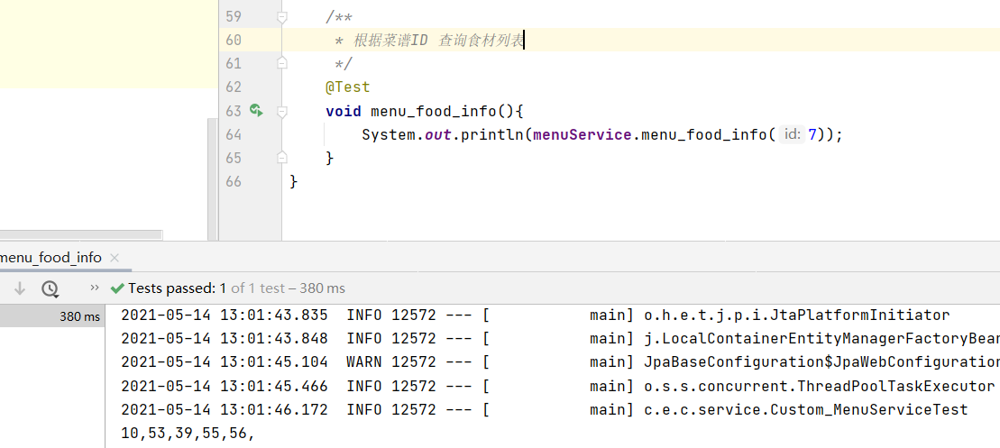 59 /**
60 * 根据菜谱ID 查询食材列表
61 */
62 @Test
63 void menu_food_info(){
64 System.out.println(menuService.menu_food_info( id: 7));
65 }
66 }
menu_food_info ×
» Tests passed: 1 of 1 test – 380 ms
380 ms
2021-05-14 13:01:43.835  INFO 12572 --- [           main] o.h.e.t.j.p.i.JtaPlatformInitiator
2021-05-14 13:01:43.848  INFO 12572 --- [           main] j.LocalContainerEntityManagerFactoryBean
2021-05-14 13:01:45.104  WARN 12572 --- [           main] JpaBaseConfiguration$JpaWebConfiguration
2021-05-14 13:01:45.466  INFO 12572 --- [           main] o.s.s.concurrent.ThreadPoolTaskExecutor
2021-05-14 13:01:46.172  INFO 12572 --- [           main] c.e.c.service.Custom_MenuServiceTest
10,53,39,55,56,